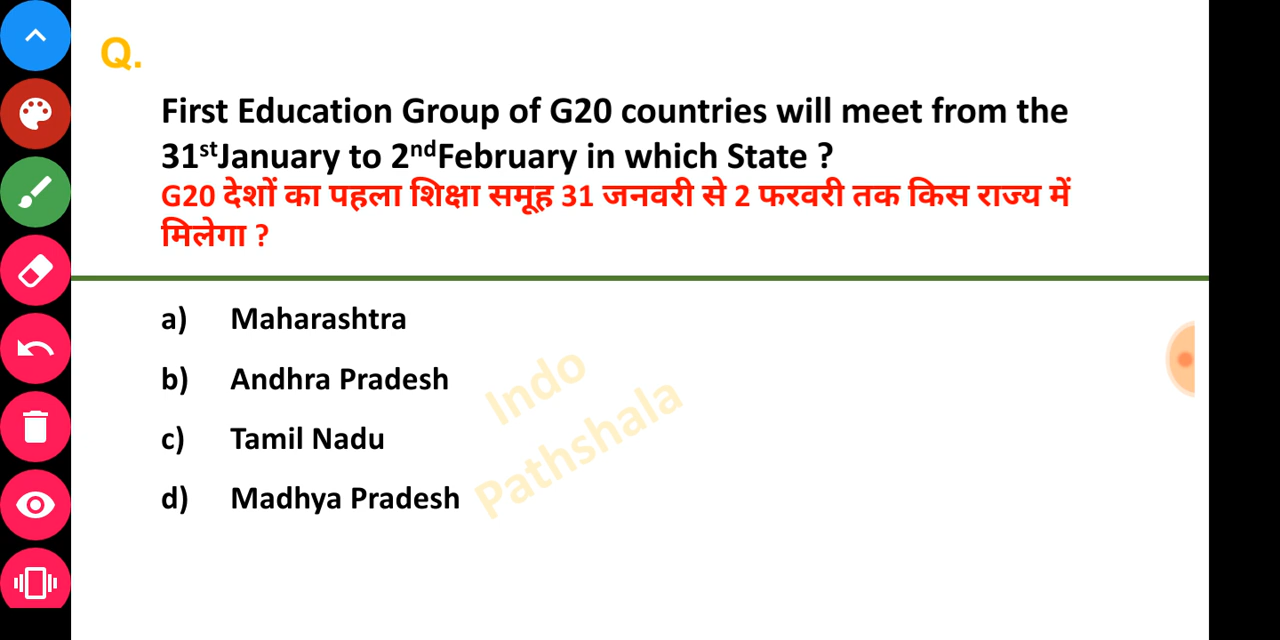 Q.
First Education Group of G20 countries will meet from the
31stJanuary to 2ndFebruary in which State ?
G20 देशों का पहला शिक्षा समूह 31 जनवरी से 2 फरवरी तक किस राज्य में
मिलेगा ?
a) Maharashtra
b) Andhra Pradesh
c) Tamil Nadu
d) Madhya Pradesh
Indo
Pathshala